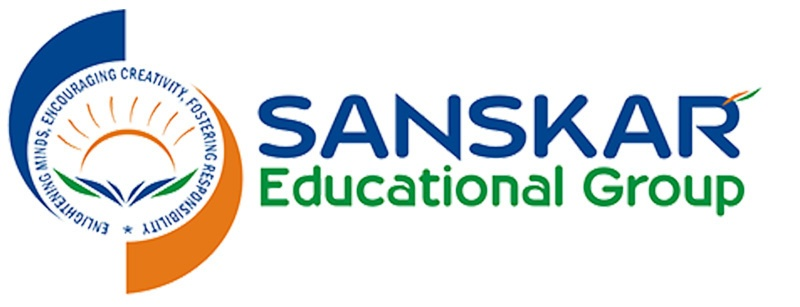 ENLIGHTENING MINDS, ENCOURAGING CREATIVITY, FOSTERING RESPONSIBILITY
SANSKAR
Educational Group